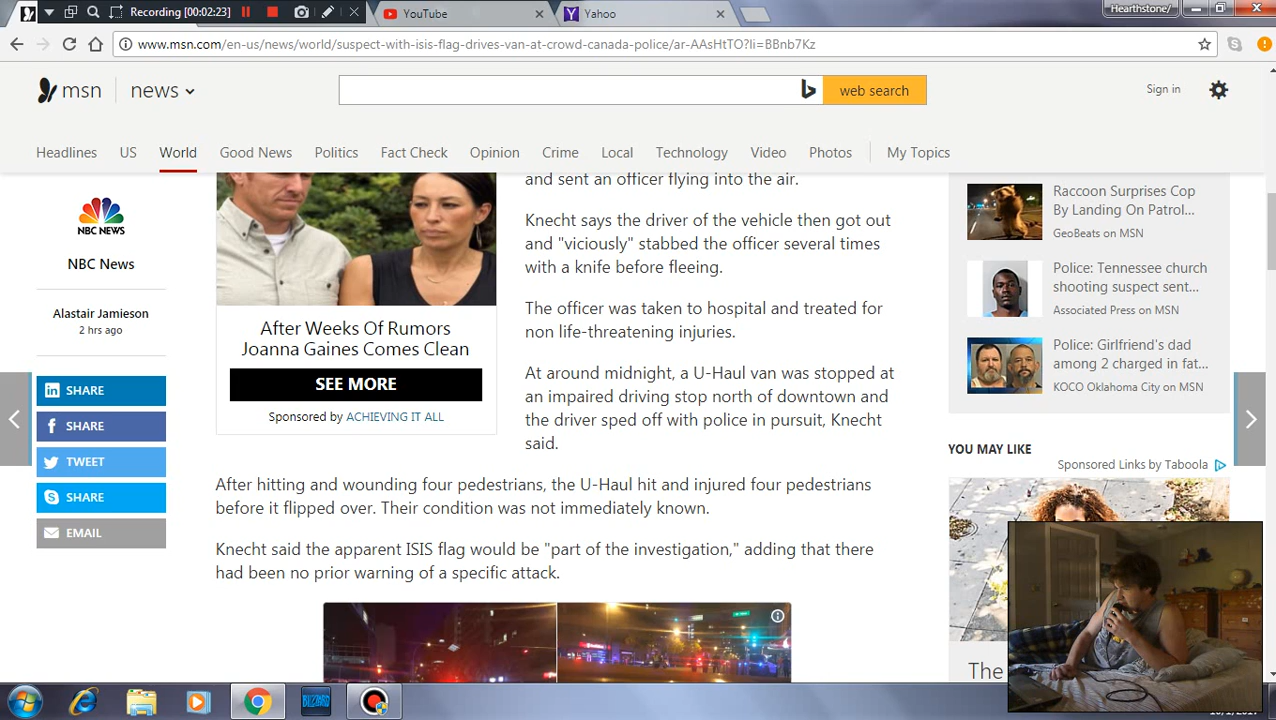 Recording [00:02:23]
YouTube
Yahoo
Hearthstone/
www.msn.com/en-us/news/world/suspect-with-isis-flag-drives-van-at-crowd-canada-police/ar-AAsHtTO?li=BBnb7Kz
msn
news
web search
Sign in
Headlines
US
World
Good News
Politics
Fact Check
Opinion
Crime
Local
Technology
Video
Photos
My Topics
NBC NEWS
NBC News
Alastair Jamieson
2 hrs ago
SHARE
SHARE
TWEET
SHARE
EMAIL
After Weeks Of Rumors
Joanna Gaines Comes Clean
SEE MORE
Sponsored by ACHIEVING IT ALL
and sent an officer flying into the air.
Knecht says the driver of the vehicle then got out
and "viciously" stabbed the officer several times
with a knife before fleeing.
The officer was taken to hospital and treated for
non life-threatening injuries.
At around midnight, a U-Haul van was stopped at
an impaired driving stop north of downtown and
the driver sped off with police in pursuit, Knecht
said.
After hitting and wounding four pedestrians, the U-Haul hit and injured four pedestrians
before it flipped over. Their condition was not immediately known.
Knecht said the apparent ISIS flag would be "part of the investigation," adding that there
had been no prior warning of a specific attack.
Raccoon Surprises Cop
By Landing On Patrol...
GeoBeats on MSN
Police: Tennessee church
shooting suspect sent...
Associated Press on MSN
Police: Girlfriend's dad
among 2 charged in fat...
KOCO Oklahoma City on MSN
YOU MAY LIKE
Sponsored Links by Taboola
The
BLIZZARD